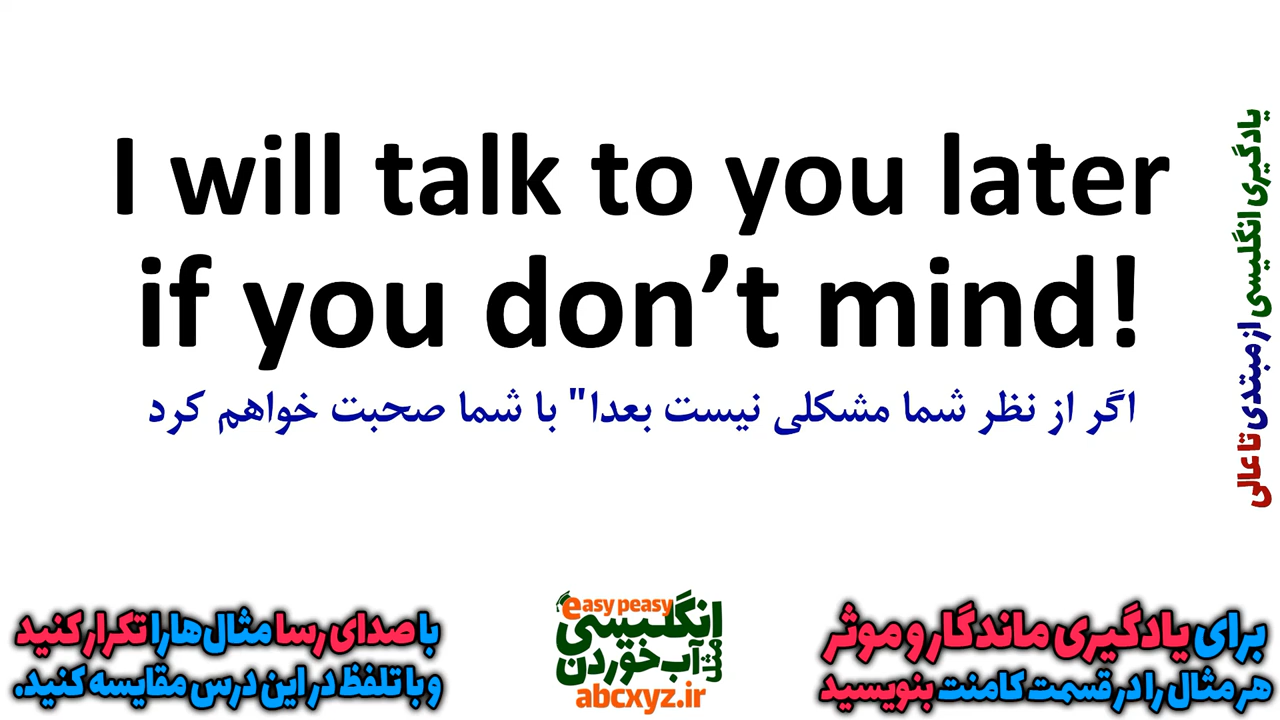 I will talk to you later
if you don’t mind!
اگر از نظر شما مشکلی نیست بعدا" با شما صحبت خواهم کرد
یادگیری انگلیسی از مبتدی تا عالی
با صدای رسا مثال‌ها را تکرار کنید
و با تلفظ در این درس مقایسه کنید.
easy peasy
انگلیسی
مثل آب خوردن
abcxyz.ir
برای یادگیری ماندگار و موثر
هر مثال را در قسمت کامنت بنویسید